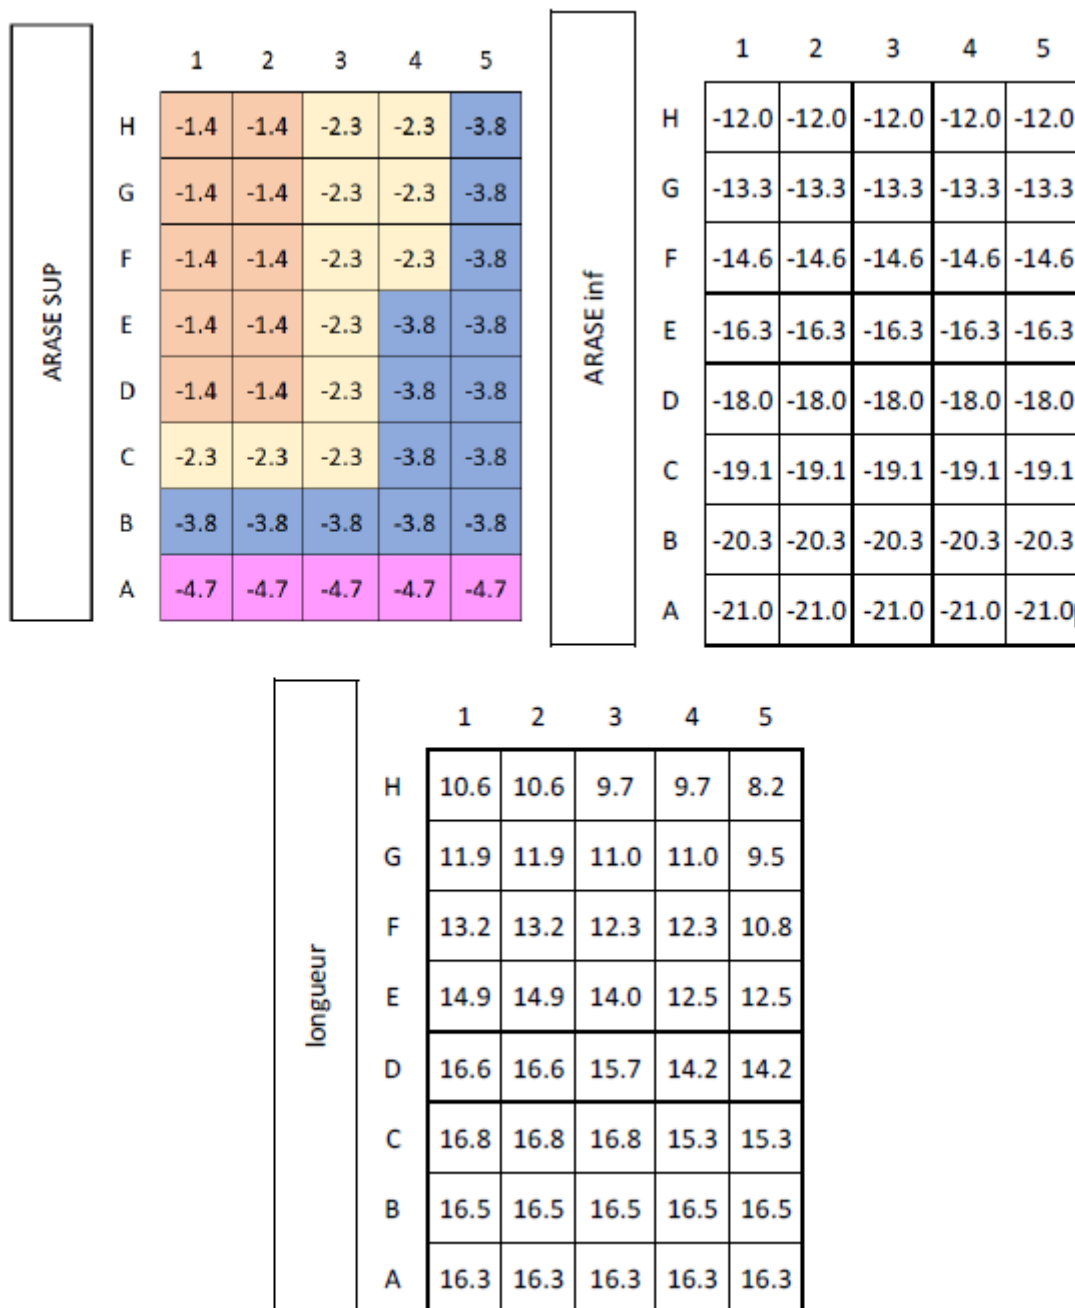 ARASE SUP
1 2 3 4 5
H -1.4 -1.4 -2.3 -2.3 -3.8
G -1.4 -1.4 -2.3 -2.3 -3.8
F -1.4 -1.4 -2.3 -2.3 -3.8
E -1.4 -1.4 -2.3 -3.8 -3.8
D -1.4 -1.4 -2.3 -3.8 -3.8
C -2.3 -2.3 -2.3 -3.8 -3.8
B -3.8 -3.8 -3.8 -3.8 -3.8
A -4.7 -4.7 -4.7 -4.7 -4.7
ARASE inf
1 2 3 4 5
H -12.0 -12.0 -12.0 -12.0 -12.0
G -13.3 -13.3 -13.3 -13.3 -13.3
F -14.6 -14.6 -14.6 -14.6 -14.6
E -16.3 -16.3 -16.3 -16.3 -16.3
D -18.0 -18.0 -18.0 -18.0 -18.0
C -19.1 -19.1 -19.1 -19.1 -19.1
B -20.3 -20.3 -20.3 -20.3 -20.3
A -21.0 -21.0 -21.0 -21.0 -21.0
longueur
1 2 3 4 5
H 10.6 10.6 9.7 9.7 8.2
G 11.9 11.9 11.0 11.0 9.5
F 13.2 13.2 12.3 12.3 10.8
E 14.9 14.9 14.0 12.5 12.5
D 16.6 16.6 15.7 14.2 14.2
C 16.8 16.8 16.8 15.3 15.3
B 16.5 16.5 16.5 16.5 16.5
A 16.3 16.3 16.3 16.3 16.3